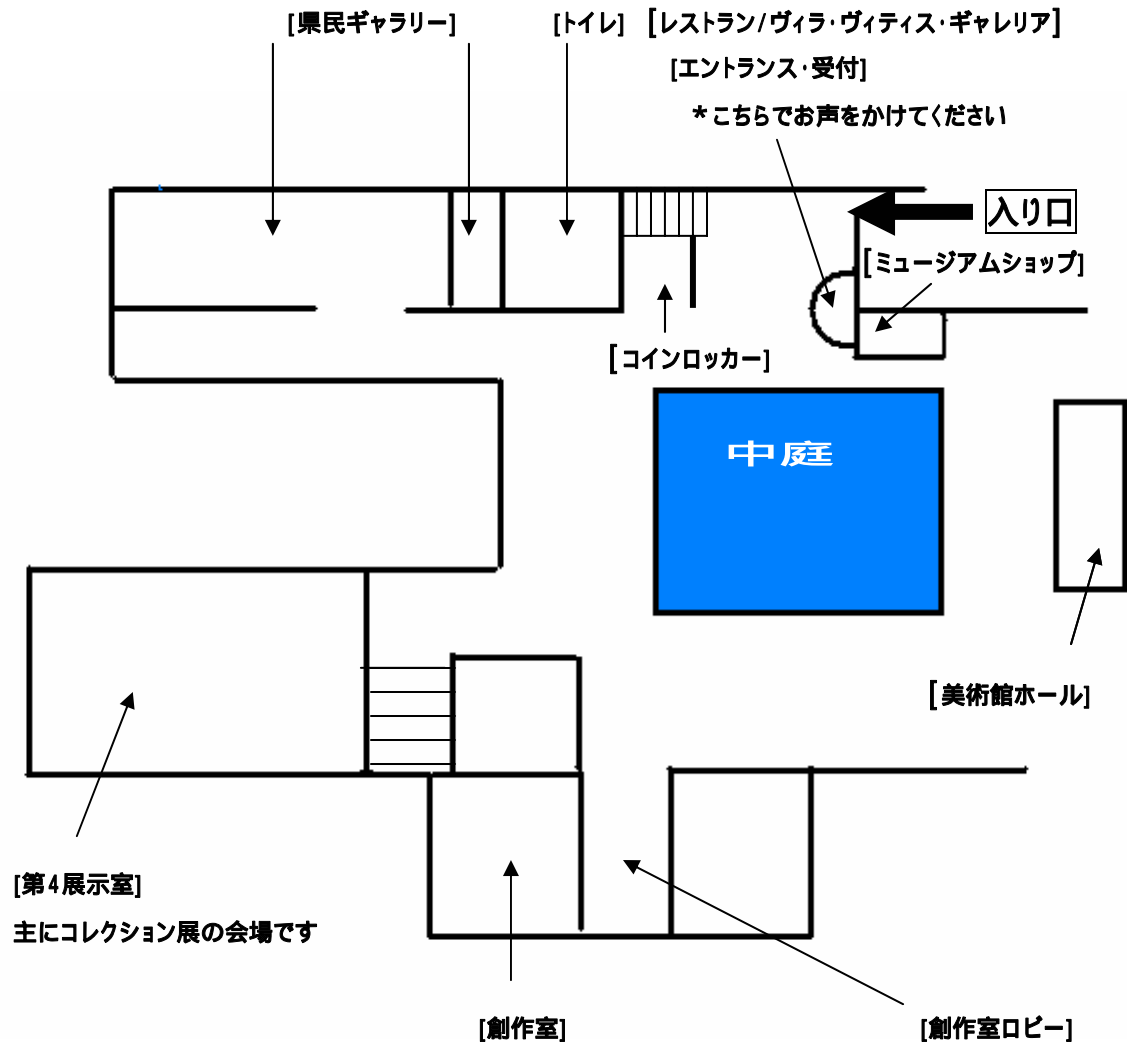 [県民ギャラリー]
[トイレ]
[レストラン/ヴィラ・ヴィティス・ギャレリア]
[エントランス・受付]
*こちらでお声をかけてください
入り口
[ミュージアムショップ]
[コインロッカー]
中庭
[美術館ホール]
[第4展示室]
主にコレクション展の会場です
[創作室]
[創作室ロビー]